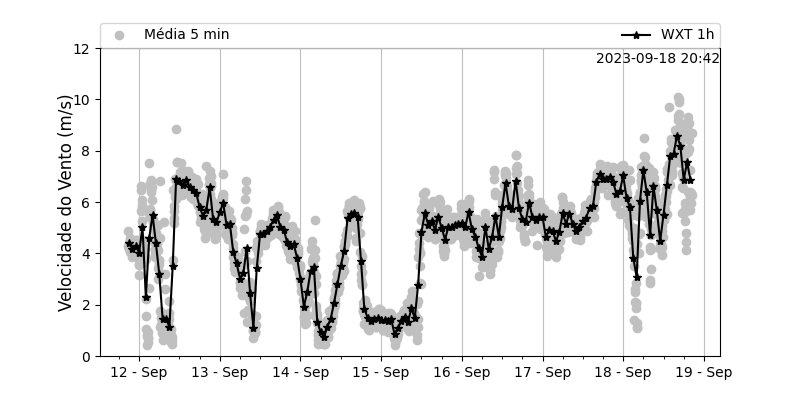 Média 5 min
WXT 1h
2023-09-18 20:42
Velocidade do Vento (m/s)
12
10
8
6
4
2
0
12 - Sep
13 - Sep
14 - Sep
15 - Sep
16 - Sep
17 - Sep
18 - Sep
19 - Sep